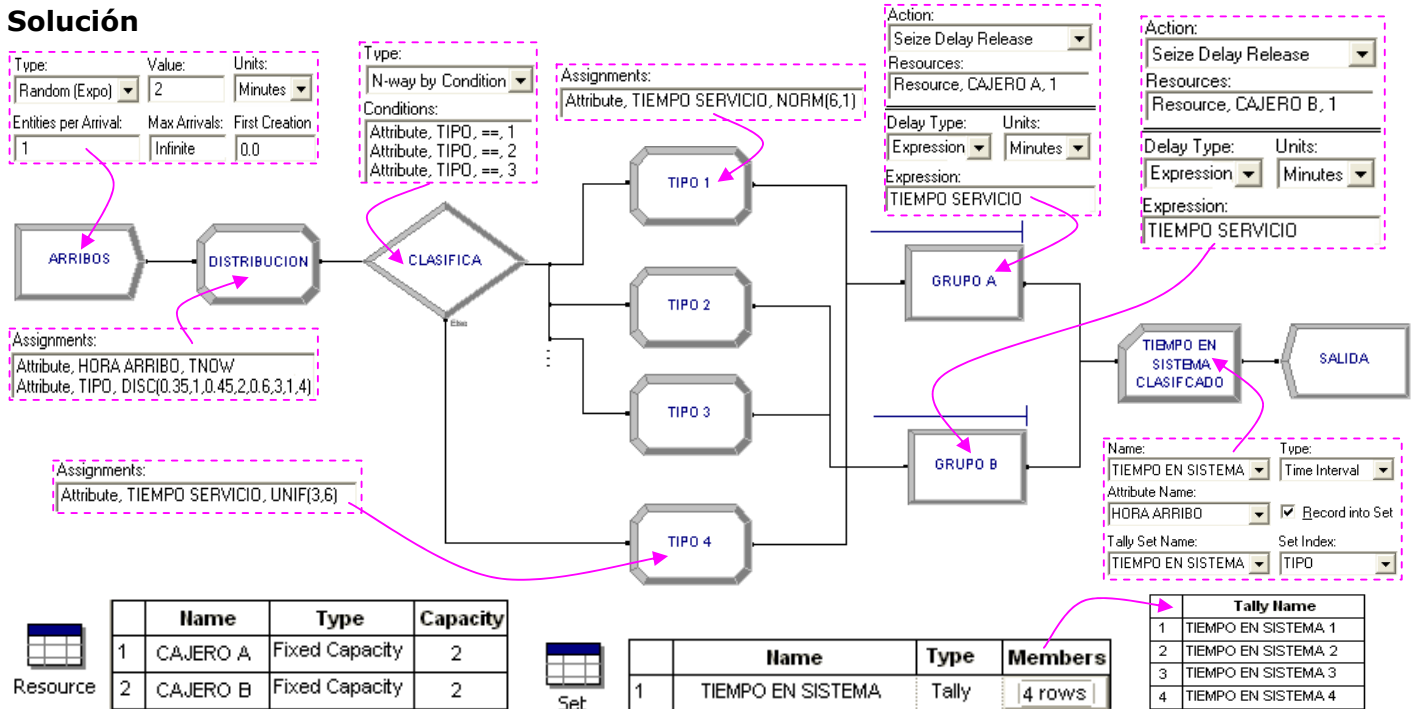 Solución
Type: Value: Units:
Random (Expo) 2 Minutes
Entities per Arrival: Max Arrivals: First Creation
1 Infinite 0.0
Type:
N-way by Condition
Conditions:
Attribute, TIPO, ==, 1
Attribute, TIPO, ==, 2
Attribute, TIPO, ==, 3
Assignments:
Attribute, TIEMPO SERVICIO, NORM(6,1)
Action:
Seize Delay Release
Resources:
Resource, CAJERO A, 1
Delay Type: Units:
Expression Minutes
Expression:
TIEMPO SERVICIO
Action:
Seize Delay Release
Resources:
Resource, CAJERO B, 1
Delay Type: Units:
Expression Minutes
Expression:
TIEMPO SERVICIO
ARRIBOS
DISTRIBUCION
CLASIFICA
Else
TIPO 1
TIPO 2
TIPO 3
TIPO 4
GRUPO A
GRUPO B
TIEMPO EN
SISTEMA
CLASIFCADO
SALIDA
Assignments:
Attribute, HORA ARRIBO, TNOW
Attribute, TIPO, DISC(0.35,1,0.45,2,0.6,3,1,4)
Assignments:
Attribute, TIEMPO SERVICIO, UNIF(3,6)
Name: Type:
TIEMPO EN SISTEMA Time Interval
Attribute Name:
HORA ARRIBO Record into Set
Tally Set Name: Set Index:
TIEMPO EN SISTEMA TIPO
Resource
Name Type Capacity
1 CAJERO A Fixed Capacity 2
2 CAJERO B Fixed Capacity 2
Set
Name Type Members
1 TIEMPO EN SISTEMA Tally 4 rows
Tally Name
1 TIEMPO EN SISTEMA 1
2 TIEMPO EN SISTEMA 2
3 TIEMPO EN SISTEMA 3
4 TIEMPO EN SISTEMA 4